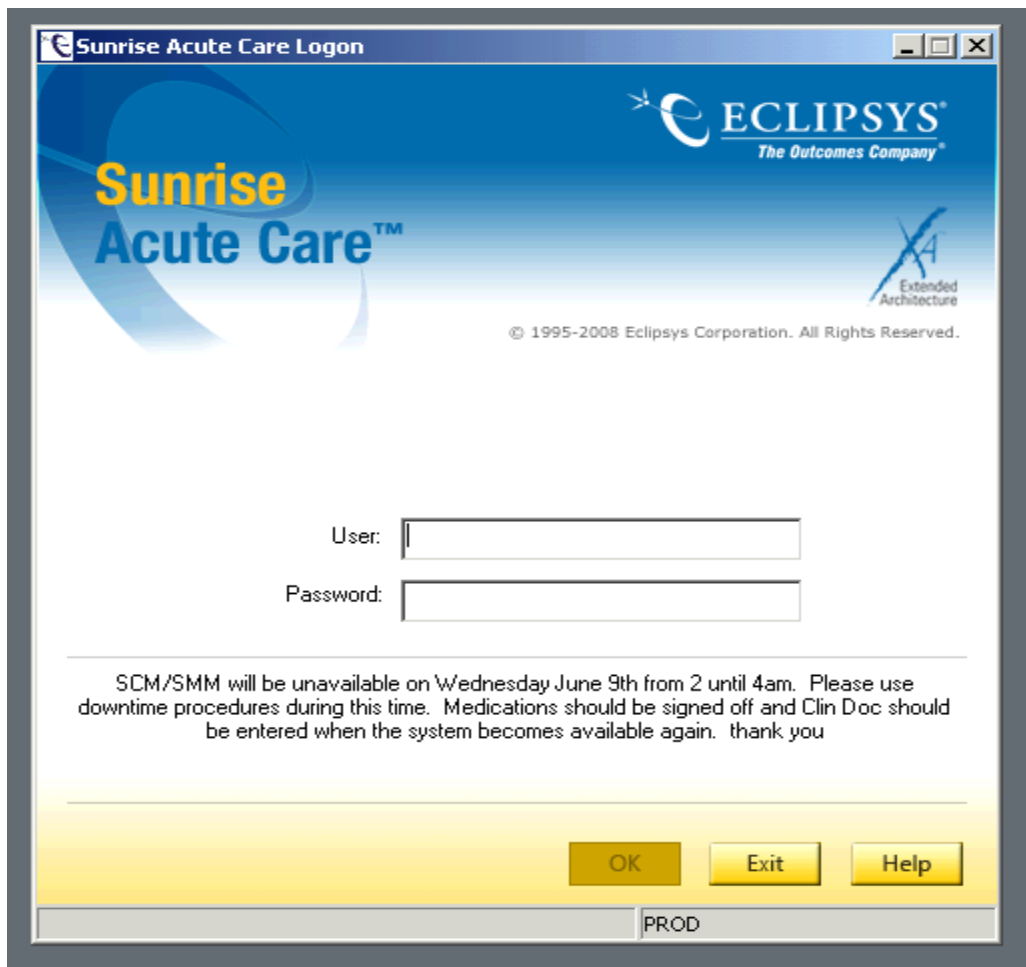 Sunrise Acute Care Logon
ECLIPSYS®
The Outcomes Company®
Sunrise
Acute Care™
XA
Extended
Architecture
© 1995-2008 Eclipsys Corporation. All Rights Reserved.
User:
Password:
SCM/SMM will be unavailable on Wednesday June 9th from 2 until 4am. Please use
downtime procedures during this time. Medications should be signed off and Clin Doc should
be entered when the system becomes available again. thank you
OK Exit Help
PROD